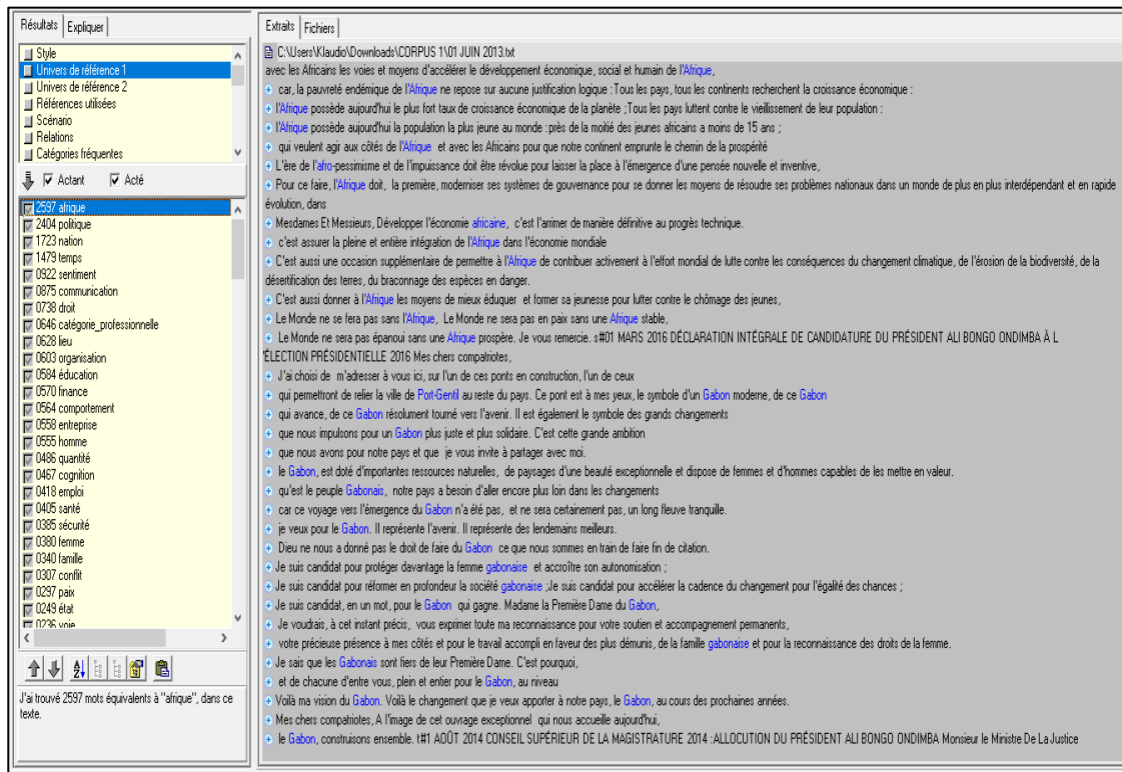 Résultats
Expliquer
Style
Univers de référence 1
Univers de référence 2
Références utilisées
Scénario
Relations
Catégories fréquentes
Actant
Acté
2597 afrique
2404 politique
1723 nation
1479 temps
0922 sentiment
0875 communication
0738 droit
0646 catégorie_professionnelle
0628 lieu
0603 organisation
0584 éducation
0570 finance
0564 comportement
0558 entreprise
0555 homme
0486 quantité
0467 cognition
0418 emploi
0405 santé
0385 sécurité
0380 femme
0340 famille
0307 conflit
0297 paix
0249 état
0236 voie
J'ai trouvé 2597 mots équivalents à "afrique", dans ce
texte.
Extraits
Fichiers
C:\Users\Klaudio\Downloads\CORPUS 1\01 JUIN 2013.txt
avec les Africains les voies et moyens d'accélérer le développement économique, social et humain de l'Afrique,
car, la pauvreté endémique de l'Afrique ne repose sur aucune justification logique : Tous les pays, tous les continents recherchent la croissance économique :
l'Afrique possède aujourd'hui le plus fort taux de croissance économique de la planète ;Tous les pays luttent contre le vieillissement de leur population :
l'Afrique possède aujourd'hui la population la plus jeune au monde : près de la moitié des jeunes africains a moins de 15 ans ;
qui veulent agir aux côtés de l'Afrique et avec les Africains pour que notre continent emprunte le chemin de la prospérité
L'ère de l'afro-pessimisme et de l'impuissance doit être révolue pour laisser la place à l'émergence d'une pensée nouvelle et inventive,
Pour ce faire, l'Afrique doit, la première, moderniser ses systèmes de gouvernance pour se donner les moyens de résoudre ses problèmes nationaux dans un monde de plus en plus interdépendant et en rapide
évolution, dans
Mesdames Et Messieurs, Développer l'économie africaine, c'est l'arrimer de manière définitive au progrès technique.
c'est assurer la pleine et entière intégration de l'Afrique dans l'économie mondiale
C'est aussi une occasion supplémentaire de permettre à l'Afrique de contribuer activement à l'effort mondial de lutte contre les conséquences du changement climatique, de l'érosion de la biodiversité, de la
désertification des terres, du braconnage des espèces en danger.
C'est aussi donner à l'Afrique les moyens de mieux éduquer et former sa jeunesse pour lutter contre le chômage des jeunes,
Le Monde ne se fera pas sans l'Afrique, Le Monde ne sera pas en paix sans une Afrique stable,
Le Monde ne sera pas épanoui sans une Afrique prospère. Je vous remercie. s#01 MARS 2016 DÉCLARATION INTÉGRALE DE CANDIDATURE DU PRÉSIDENT ALI BONGO ONDIMBA À L
'ÉLECTION PRÉSIDENTIELLE 2016 Mes chers compatriotes,
J'ai choisi de m'adresser à vous ici, sur l'un de ces ponts en construction, l'un de ceux
qui permettront de relier la ville de Port-Gentil au reste du pays. Ce pont est à mes yeux, le symbole d'un Gabon moderne, de ce Gabon
qui avance, de ce Gabon résolument tourné vers l'avenir. Il est également le symbole des grands changements
que nous impulsons pour un Gabon plus juste et plus solidaire. C'est cette grande ambition
que nous avons pour notre pays et que je vous invite à partager avec moi.
le Gabon, est doté d'importantes ressources naturelles, de paysages d'une beauté exceptionnelle et dispose de femmes et d'hommes capables de les mettre en valeur.
qu'est le peuple Gabonais, notre pays a besoin d'aller encore plus loin dans les changements
car ce voyage vers l'émergence du Gabon n'a été pas, et ne sera certainement pas, un long fleuve tranquille.
je veux pour le Gabon. Il représente l'avenir. Il représente des lendemains meilleurs.
Dieu ne nous a donné pas le droit de faire du Gabon ce que nous sommes en train de faire fin de citation.
Je suis candidat pour protéger davantage la femme gabonaise et accroître son autonomisation ;
Je suis candidat pour réformer en profondeur la société gabonaise ;Je suis candidat pour accélérer la cadence du changement pour l'égalité des chances ;
Je suis candidat, en un mot, pour le Gabon qui gagne. Madame la Première Dame du Gabon,
Je voudrais, à cet instant précis, vous exprimer toute ma reconnaissance pour votre soutien et accompagnement permanents,
votre précieuse présence à mes côtés et pour le travail accompli en faveur des plus démunis, de la famille gabonaise et pour la reconnaissance des droits de la femme.
Je sais que les Gabonais sont fiers de leur Première Dame. C'est pourquoi,
et de chacune d'entre vous, plein et entier pour le Gabon, au niveau
Voilà ma vision du Gabon. Voilà le changement que je veux apporter à notre pays, le Gabon, au cours des prochaines années.
Mes chers compatriotes, A l'image de cet ouvrage exceptionnel qui nous accueille aujourd'hui,
le Gabon, construisons ensemble. t#1 AOÛT 2014 CONSEIL SUPÉRIEUR DE LA MAGISTRATURE 2014 :ALLOCUTION DU PRÉSIDENT ALI BONGO ONDIMBA Monsieur le Ministre De La Justice